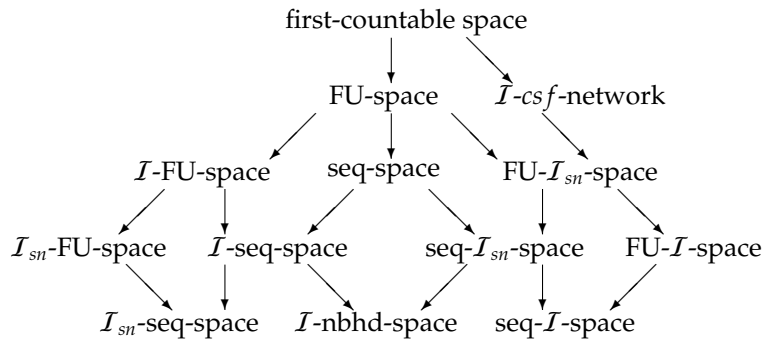 first-countable space
FU-space 𝓘-csf-network
𝓘-FU-space seq-space FU-𝓘ₛₙ-space
𝓘ₛₙ-FU-space 𝓘-seq-space seq-𝓘ₛₙ-space FU-𝓘-space
𝓘ₛₙ-seq-space 𝓘-nbhd-space seq-𝓘-space